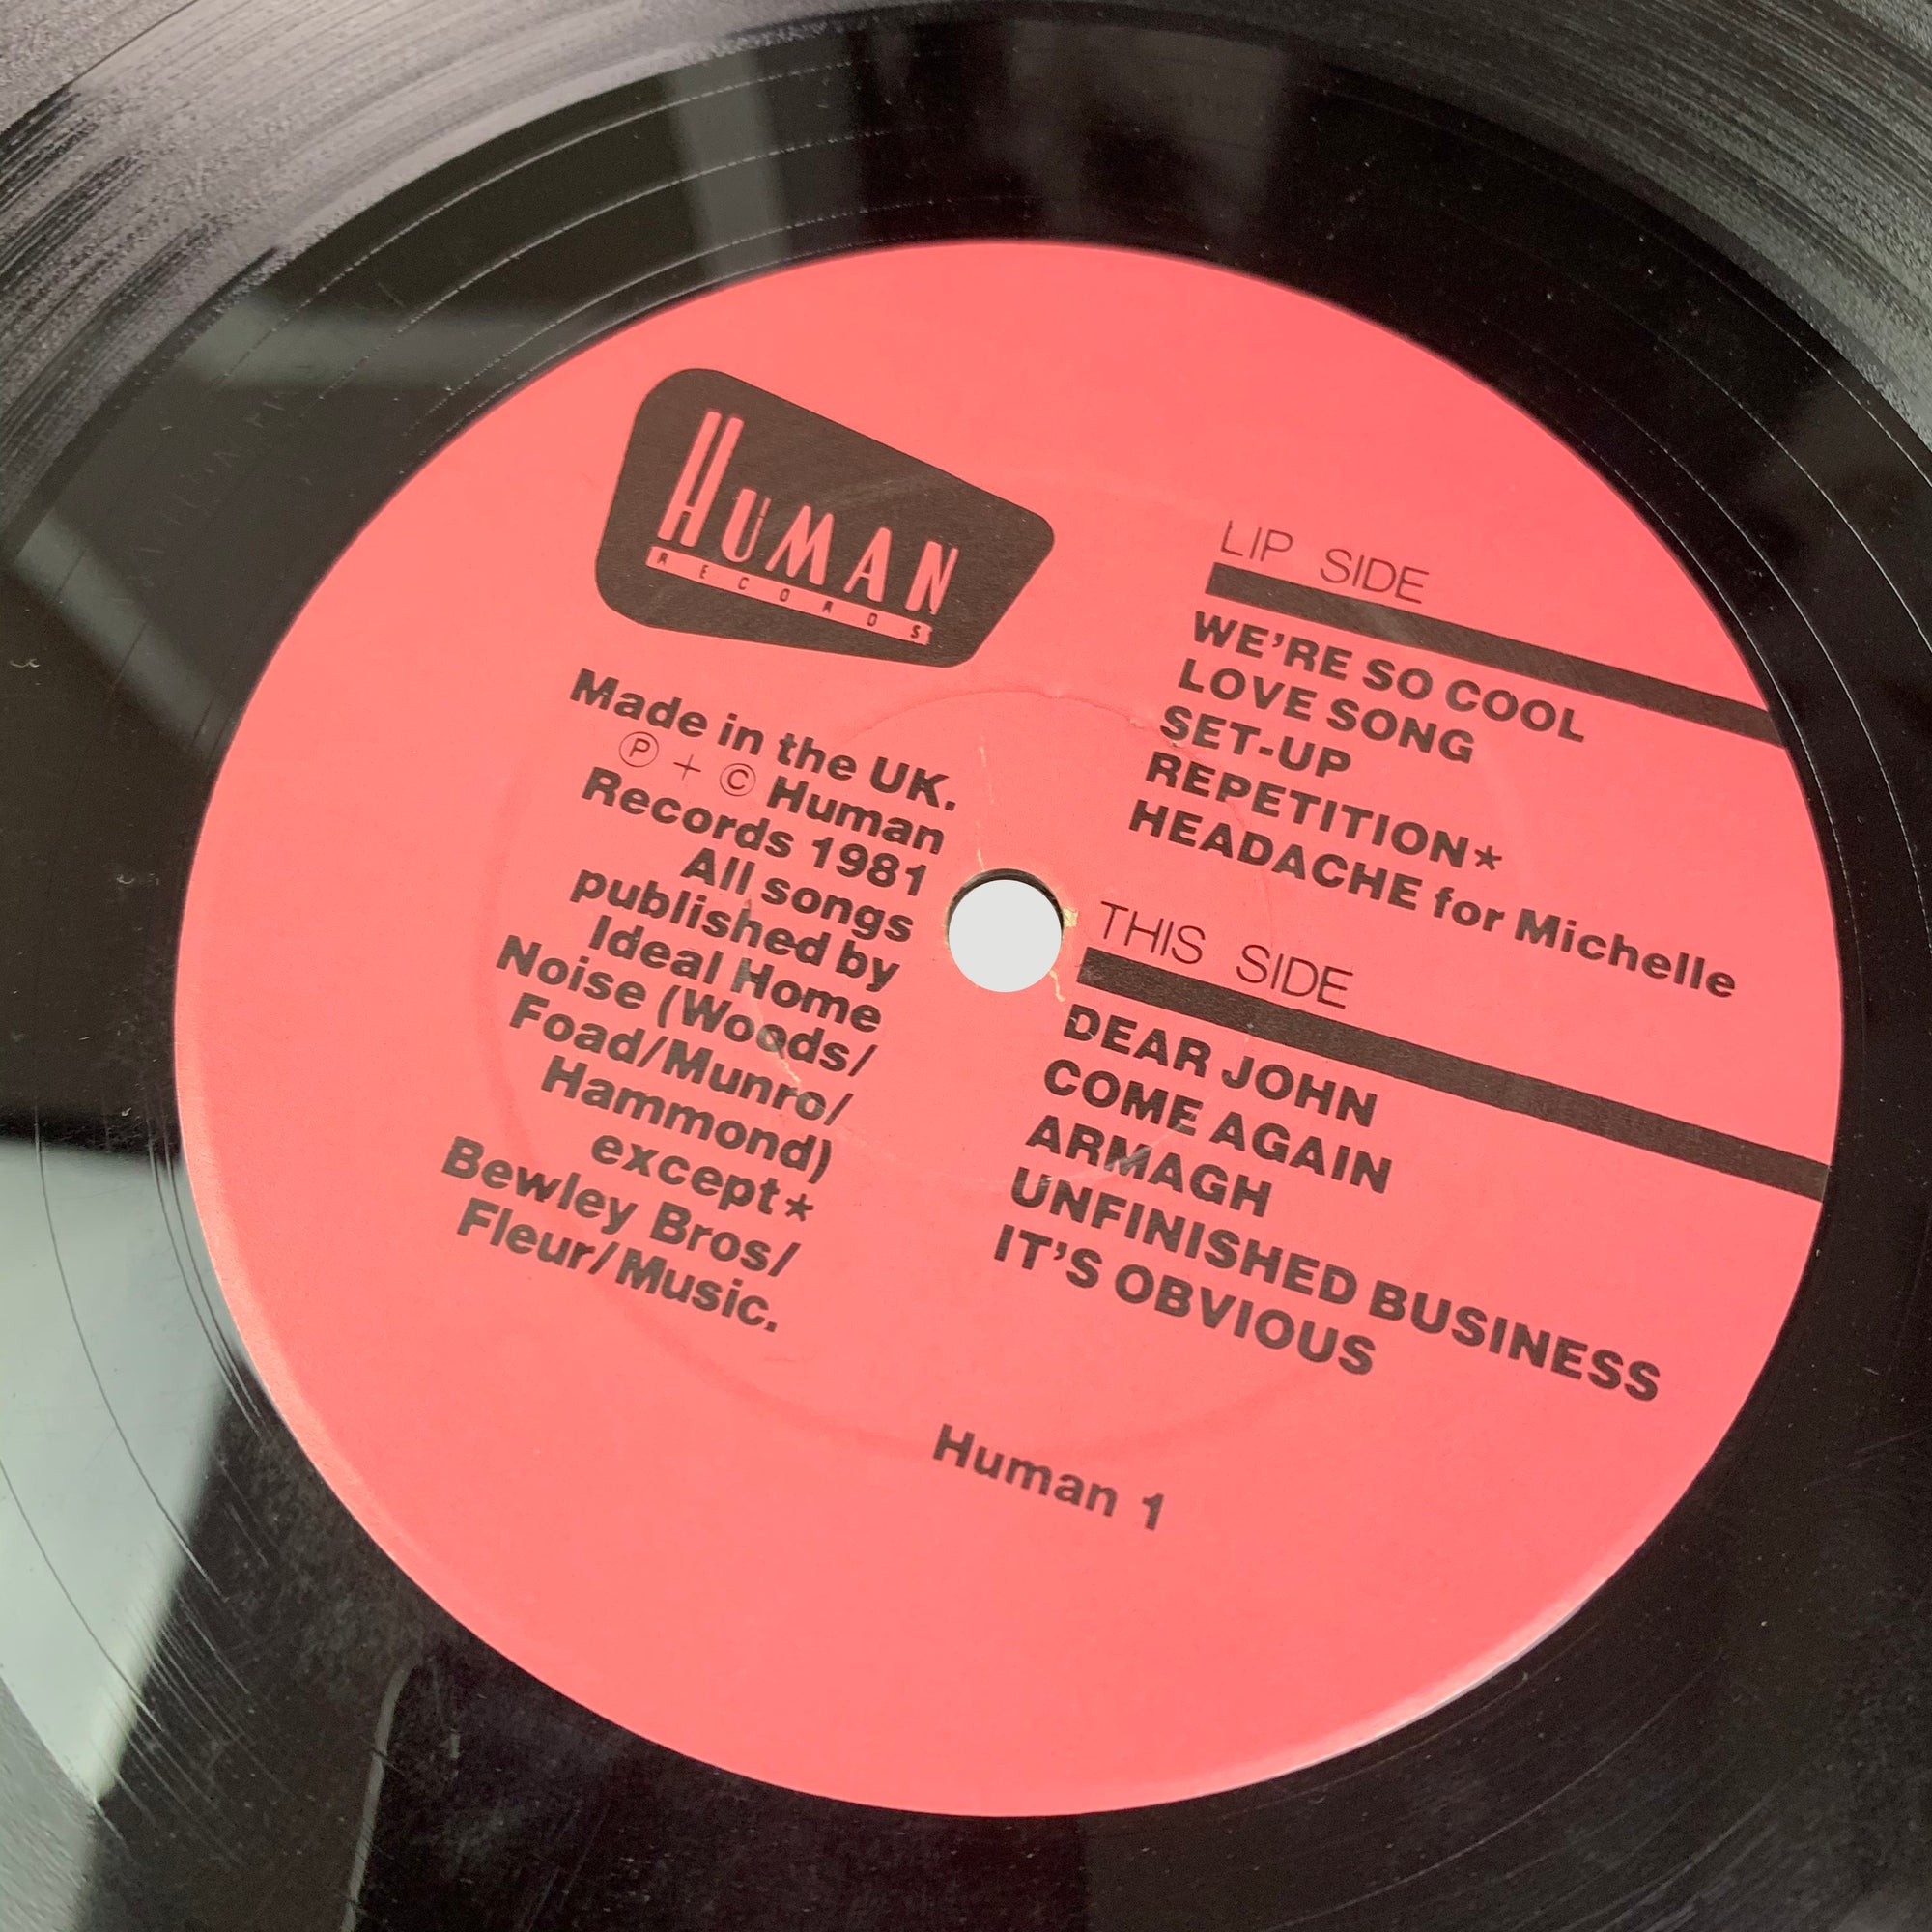 HUMAN
RECORDS
Made in the UK.
Ⓟ + © Human
Records 1981
All songs
published by
Ideal Home
Noise (Woods/
Foad/Munro/
Hammond)
except*
Bewley Bros/
Fleur/Music.
LIP SIDE
WE'RE SO COOL
LOVE SONG
SET-UP
REPETITION*
HEADACHE for Michelle
THIS SIDE
DEAR JOHN
COME AGAIN
ARMAGH
UNFINISHED BUSINESS
IT'S OBVIOUS
Human 1